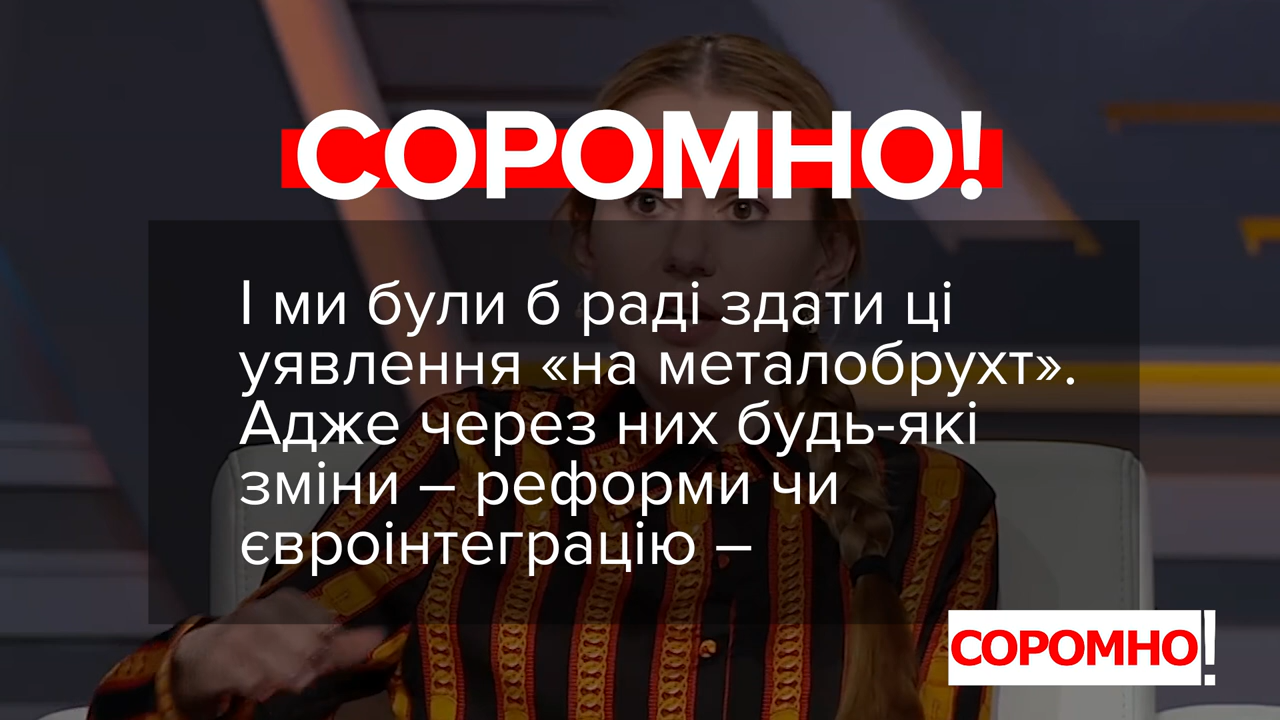 СОРОМНО!
І ми були б раді здати ці
уявлення «на металобрухт».
Адже через них будь-які
зміни – реформи чи
євроінтеграцію –
СОРОМНО!